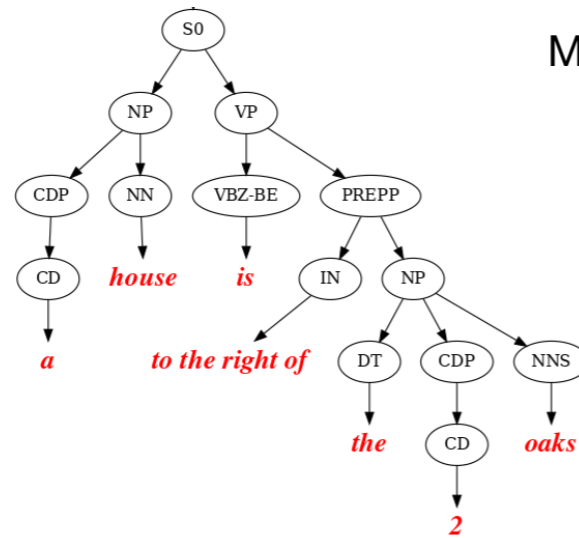 S0
M
NP VP
CDP NN VBZ-BE PREPP
CD house is IN NP
a to the right of DT CDP NNS
the CD oaks
2